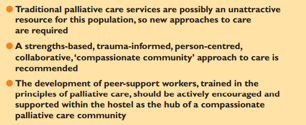 Traditional palliative care services are possibly an unattractive
resource for this population, so new approaches to care
are required
A strengths-based, trauma-informed, person-centred,
collaborative, ‘compassionate community’ approach to care is
recommended
The development of peer-support workers, trained in the
principles of palliative care, should be actively encouraged and
supported within the hostel as the hub of a compassionate
palliative care community